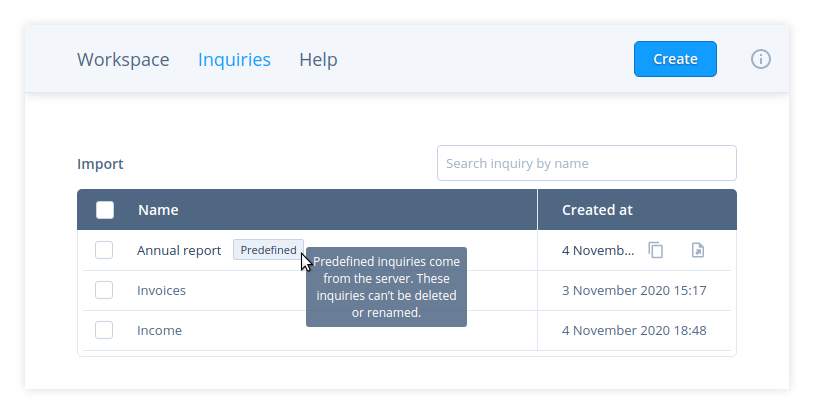 Workspace Inquiries Help Create
Import Search inquiry by name
Name Created at
Annual report Predefined 4 Novemb...
Predefined inquiries come
from the server. These
inquiries can’t be deleted
or renamed.
Invoices 3 November 2020 15:17
Income 4 November 2020 18:48